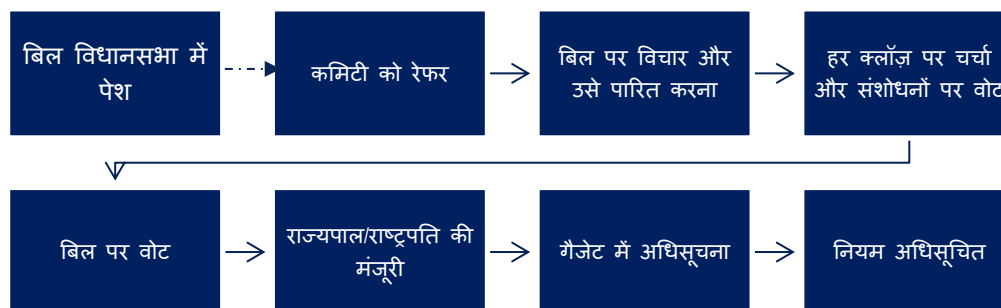 बिल विधानसभा में
पेश
कमिटी को रेफर
बिल पर विचार और
उसे पारित करना
हर क्लॉज़ पर चर्चा
और संशोधनों पर वोट
बिल पर वोट
राज्यपाल/राष्ट्रपति की
मंजूरी
गैजेट में अधिसूचना
नियम अधिसूचित